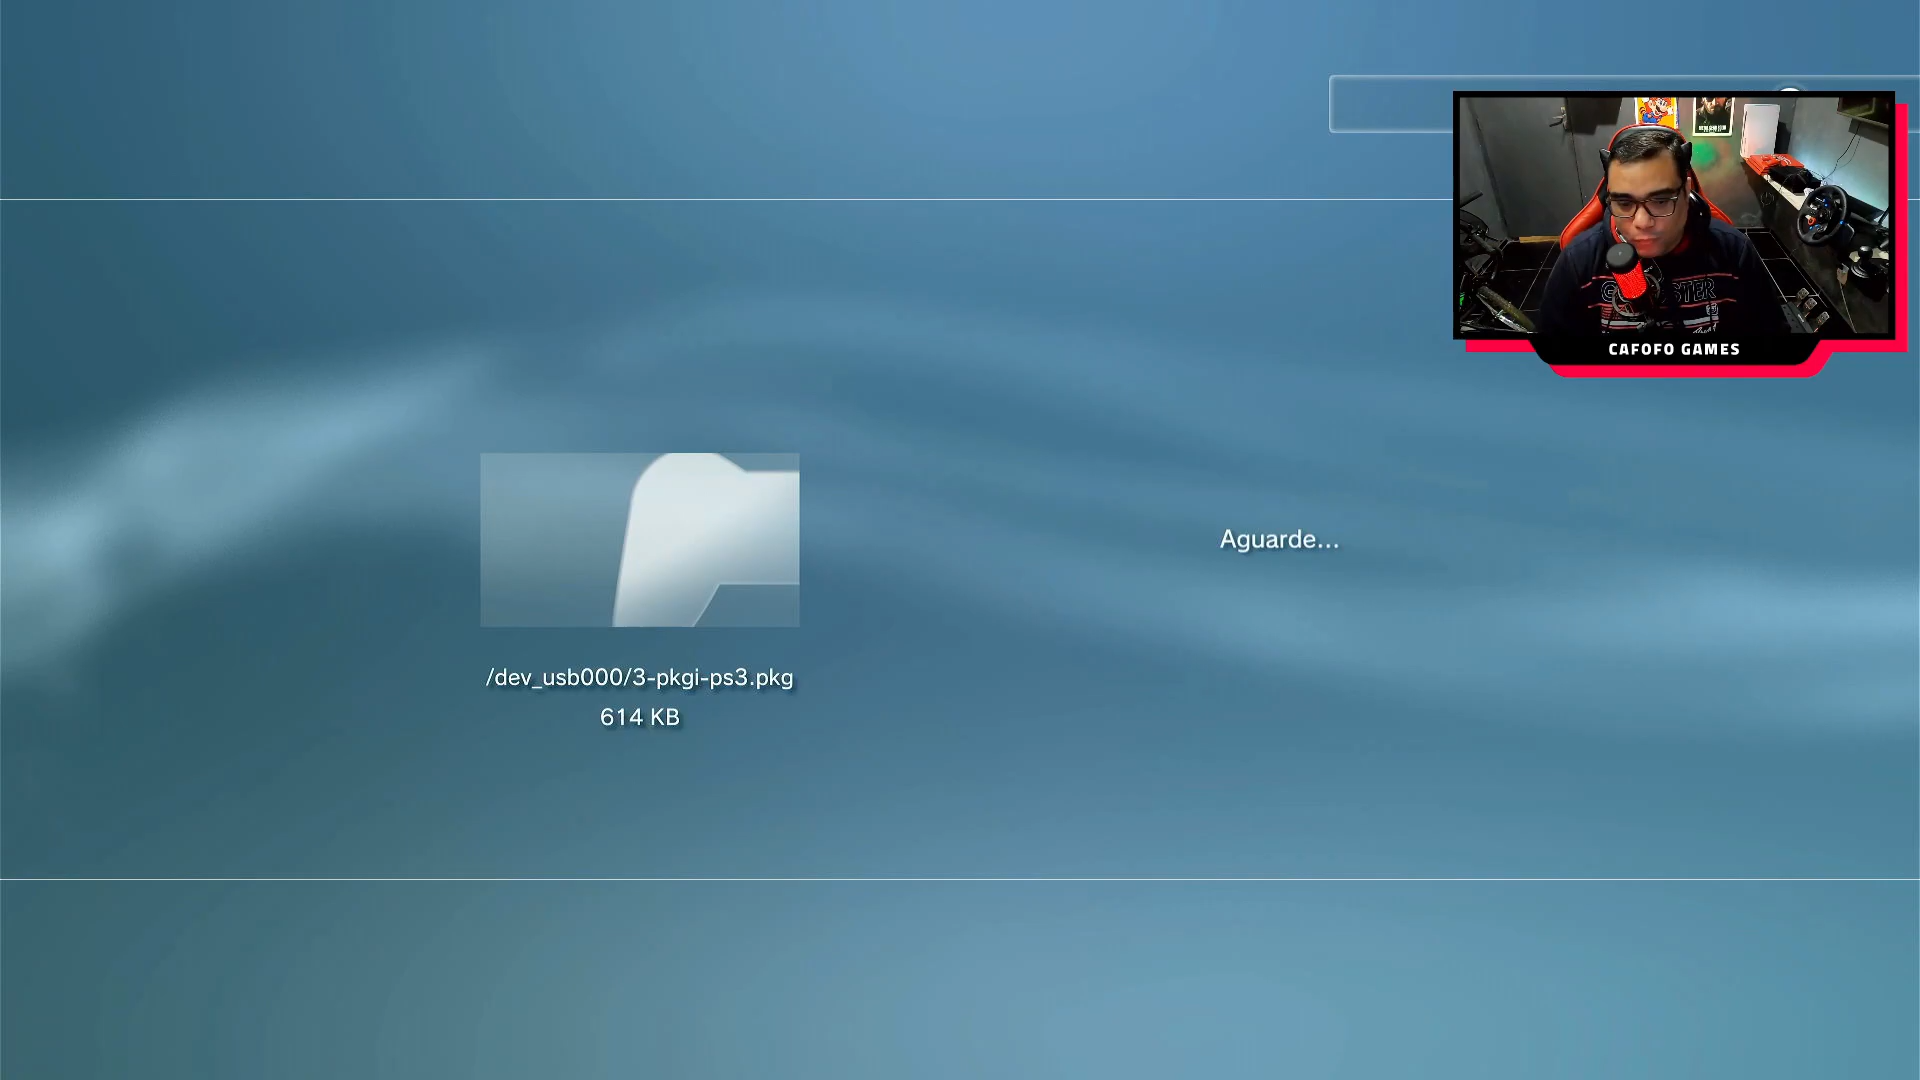 CAFOFO GAMES
Aguarde...
/dev_usb000/3-pkgi-ps3.pkg
614 KB